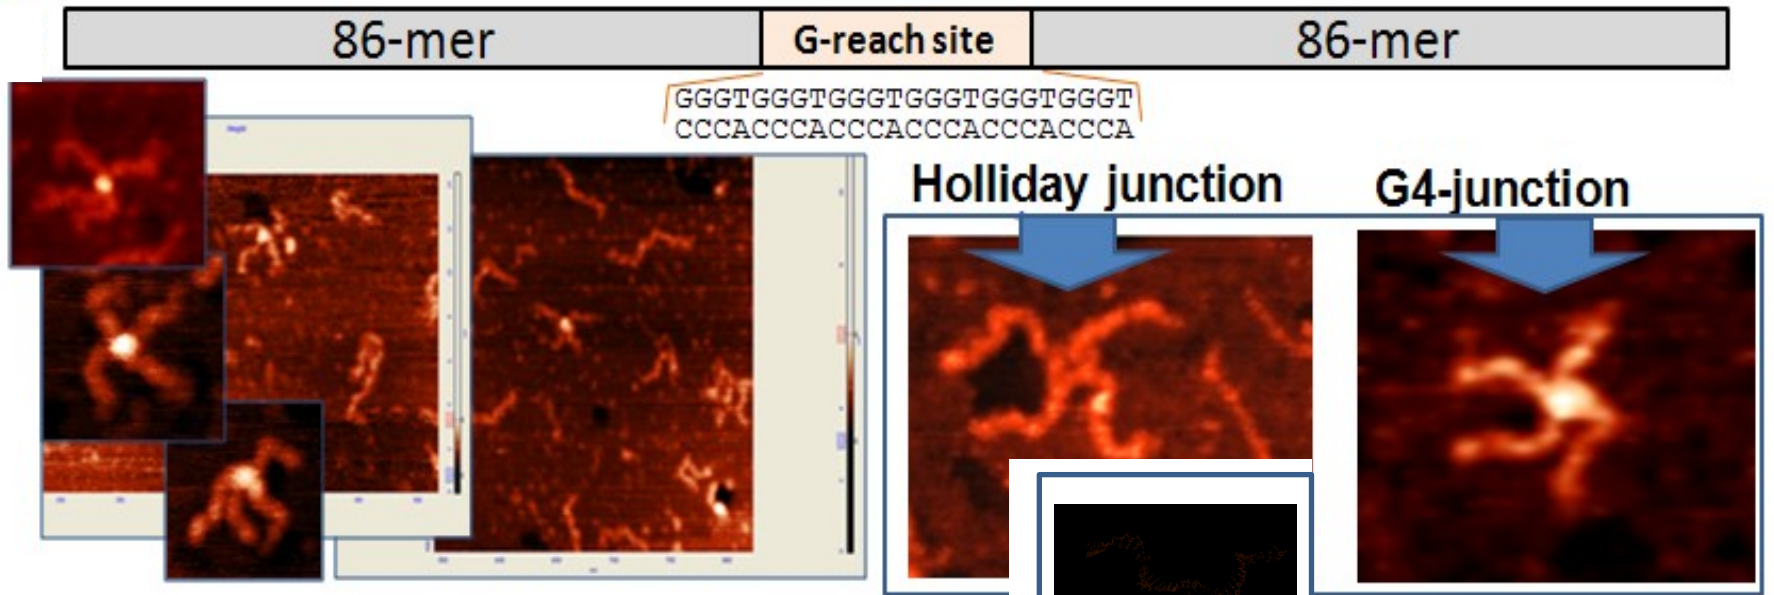 86-mer G-reach site 86-mer
GGGTGGGTGGGTGGGTGGGTGGGT
CCCACCCACCCACCCACCCACCCA
Holliday junction G4-junction